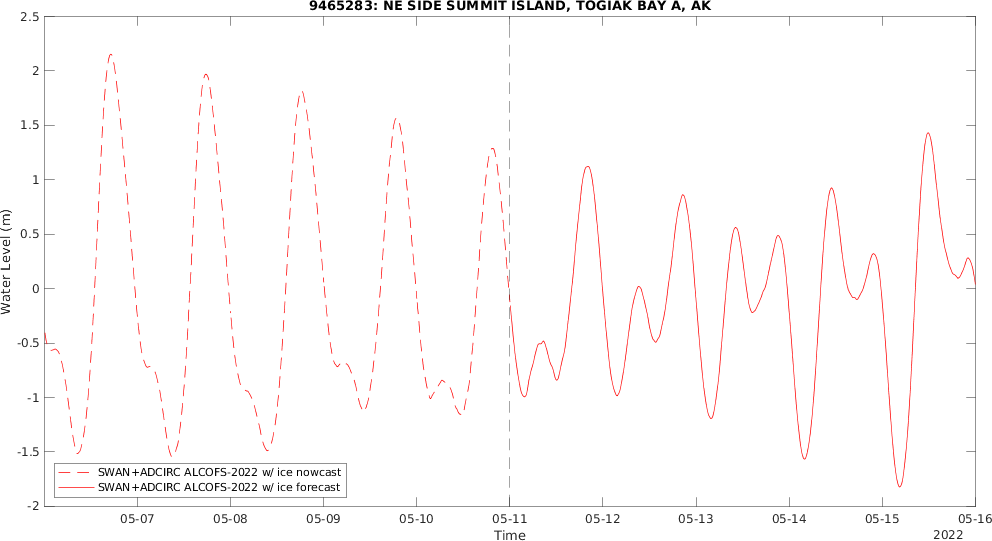 9465283: NE SIDE SUMMIT ISLAND, TOGIAK BAY A, AK
2.5
2
1.5
1
0.5
0
-0.5
-1
-1.5
-2
Water Level (m)
SWAN+ADCIRC ALCOFS-2022 w/ ice nowcast
SWAN+ADCIRC ALCOFS-2022 w/ ice forecast
05-07 05-08 05-09 05-10 05-11 05-12 05-13 05-14 05-15 05-16
Time
2022